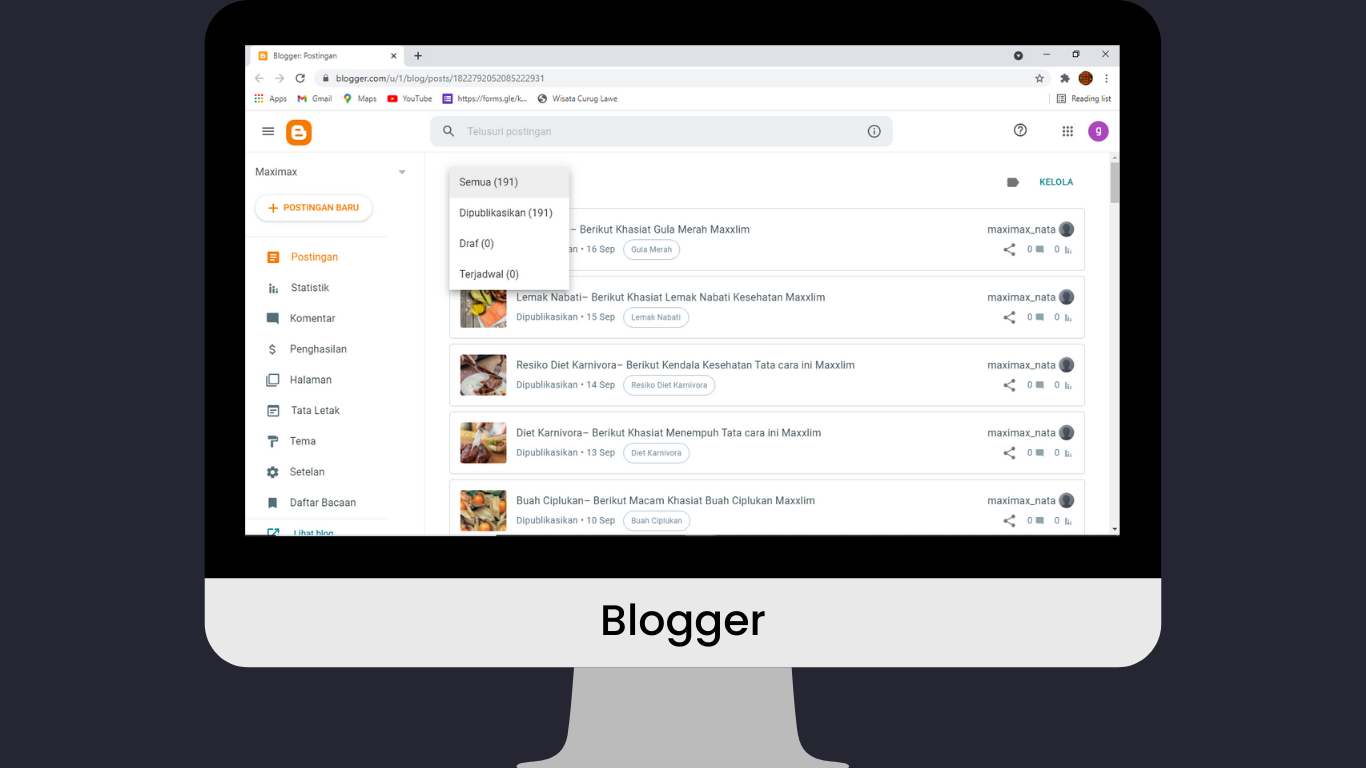 Blogger: Postingan
blogger.com/u/1/blog/posts/1822792052085222931
Apps Gmail Maps YouTube https://forms.gle/k... Wisata Curug Lawe Reading list
Telusuri postingan
g
Maximax
POSTINGAN BARU
Postingan
Statistik
Komentar
Penghasilan
Halaman
Tata Letak
Tema
Setelan
Daftar Bacaan
Lihat blog
Semua (191)
Dipublikasikan (191)
Draf (0)
Terjadwal (0)
KELOLA
– Berikut Khasiat Gula Merah Maxxlim
maximax_nata
an • 16 Sep Gula Merah
0 0
Lemak Nabati– Berikut Khasiat Lemak Nabati Kesehatan Maxxlim
maximax_nata
Dipublikasikan • 15 Sep Lemak Nabati
0 0
Resiko Diet Karnivora– Berikut Kendala Kesehatan Tata cara ini Maxxlim
maximax_nata
Dipublikasikan • 14 Sep Resiko Diet Karnivora
0 0
Diet Karnivora– Berikut Khasiat Menempuh Tata cara ini Maxxlim
maximax_nata
Dipublikasikan • 13 Sep Diet Karnivora
0 0
Buah Ciplukan– Berikut Macam Khasiat Buah Ciplukan Maxxlim
maximax_nata
Dipublikasikan • 10 Sep Buah Ciplukan
0 0
Blogger